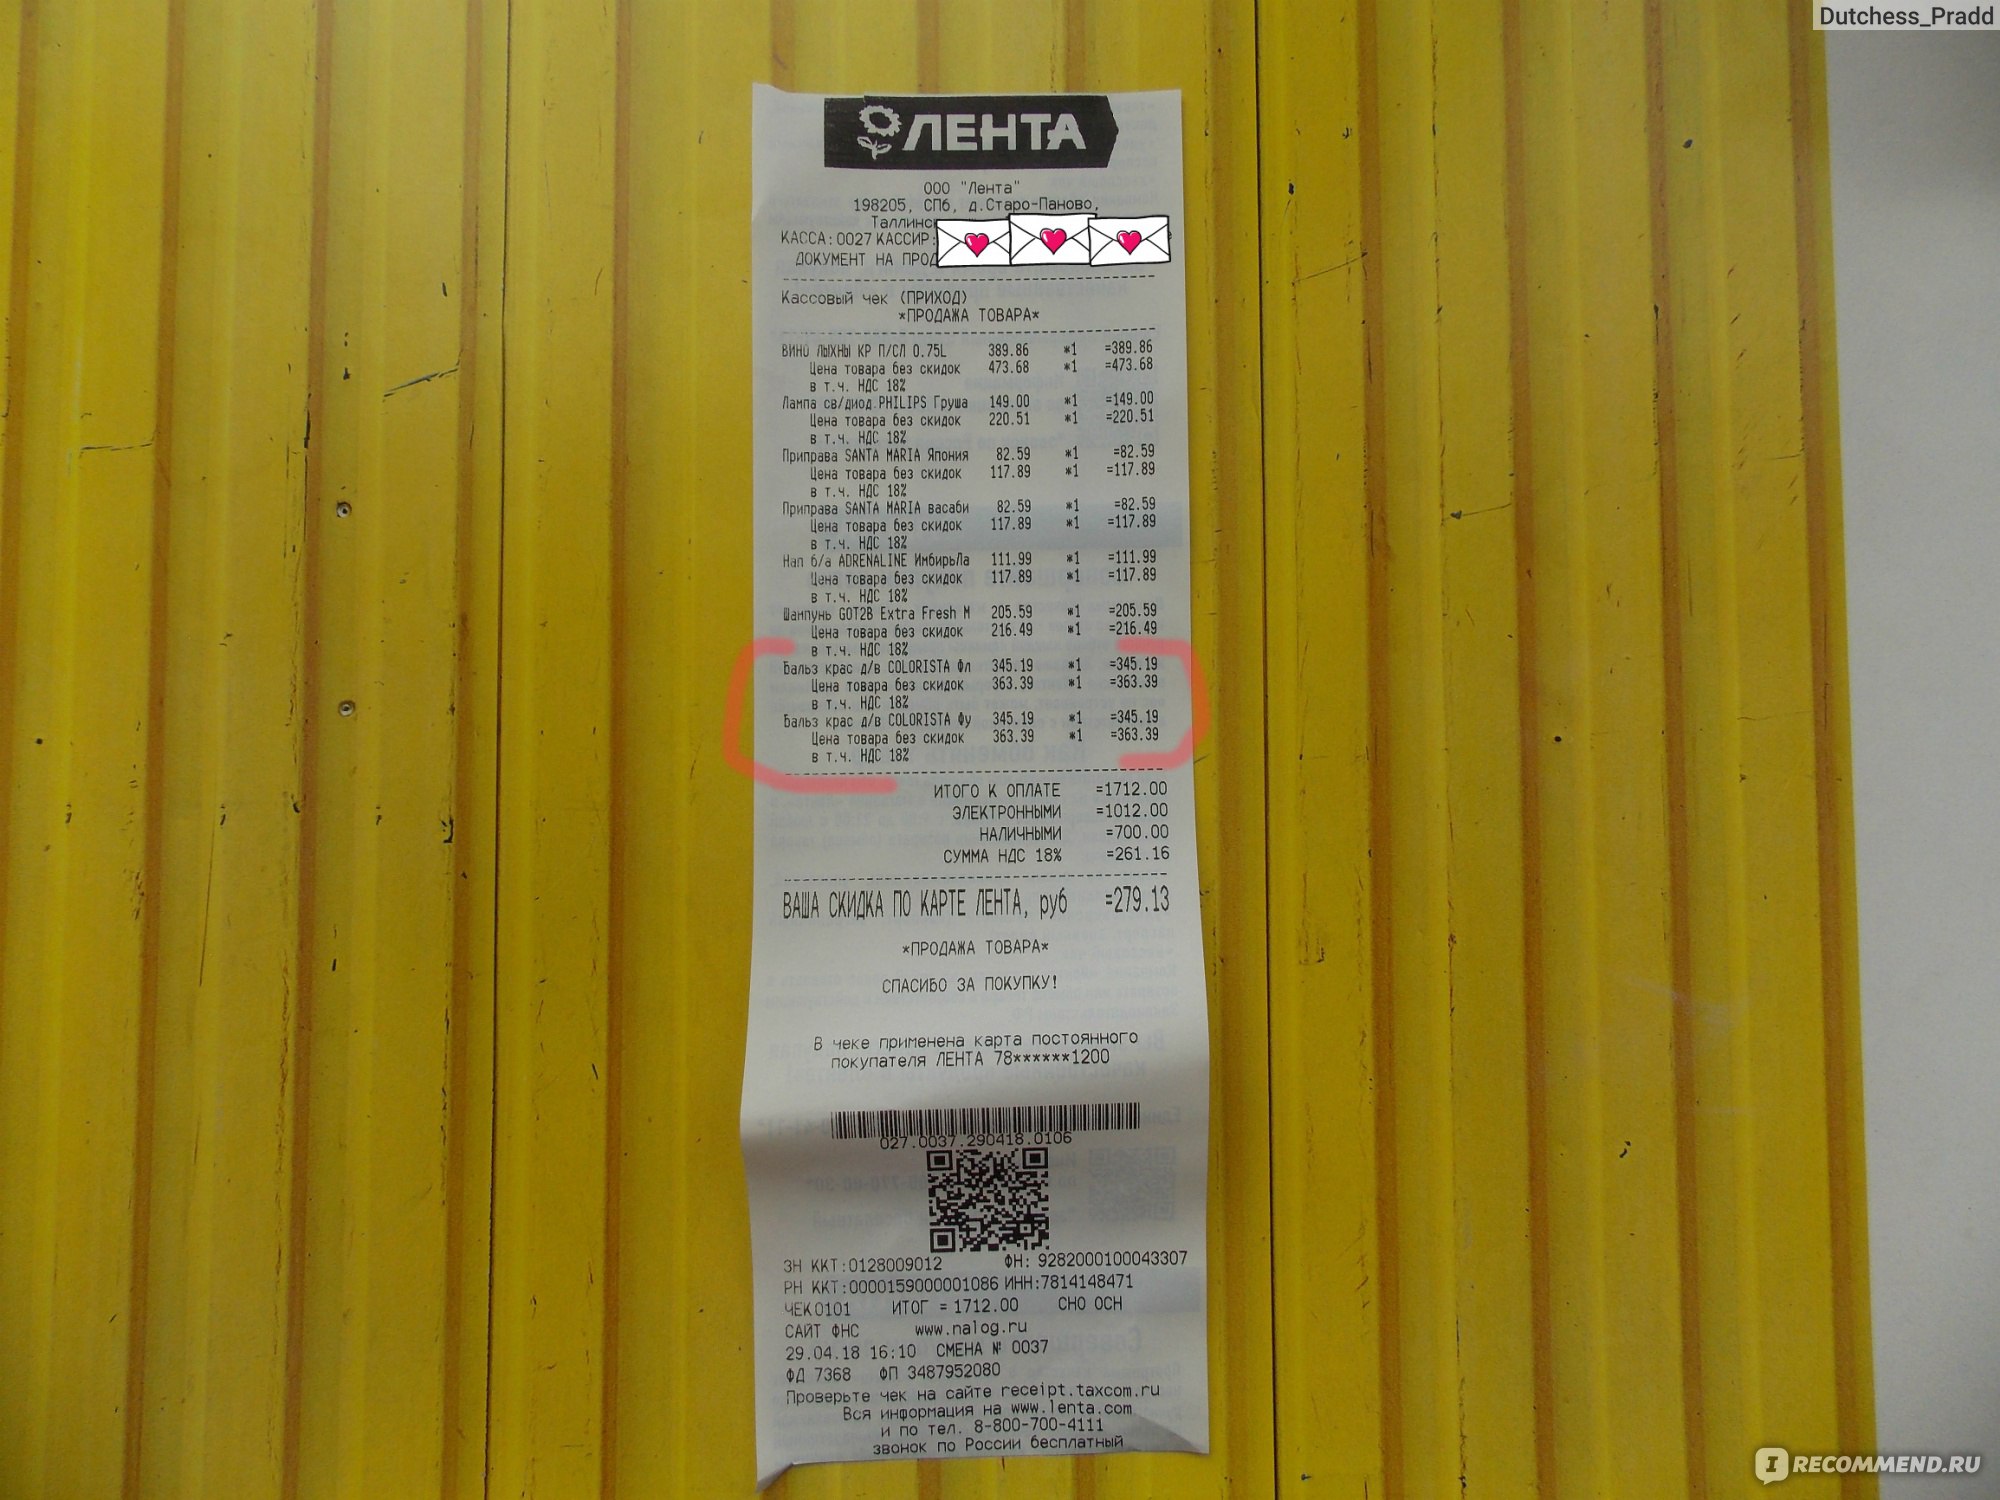 Dutchess_Pradd
ЛЕНТА
ООО "Лента"
198205, СПб, д.Старо-Паново,
КАССА:0027 КАССИР:
ДОКУМЕНТ НА
Кассовый чек (ПРИХОД)
*ПРОДАЖА ТОВАРА*
ВИНО ЛЫХНЫ КР П/СЛ 0.75L 389.86 *1 =389.86
Цена товара без скидок 473.68 *1 =473.68
в т.ч. НДС 18%
Лампа св/диод.PHILIPS Груша 149.00 *1 =149.00
Цена товара без скидок 220.51 *1 =220.51
в т.ч. НДС 18%
Приправа SANTA MARIA Япония 82.59 *1 =82.59
Цена товара без скидок 117.89 *1 =117.89
в т.ч. НДС 18%
Приправа SANTA MARIA васаби 82.59 *1 =82.59
Цена товара без скидок 117.89 *1 =117.89
в т.ч. НДС 18%
Нап б/а ADRENALINE ИмбирьЛа 111.99 *1 =111.99
Цена товара без скидок 117.89 *1 =117.89
в т.ч. НДС 18%
Шампунь GOT2B Extra Fresh М 205.59 *1 =205.59
Цена товара без скидок 216.49 *1 =216.49
в т.ч. НДС 18%
Бальз крас д/в COLORISTA Фл 345.19 *1 =345.19
Цена товара без скидок 363.39 *1 =363.39
в т.ч. НДС 18%
Бальз крас д/в COLORISTA Фу 345.19 *1 =345.19
Цена товара без скидок 363.39 *1 =363.39
в т.ч. НДС 18%
ИТОГО К ОПЛАТЕ =1712.00
ЭЛЕКТРОННЫМИ =1012.00
НАЛИЧНЫМИ =700.00
СУММА НДС 18% =261.16
ВАША СКИДКА ПО КАРТЕ ЛЕНТА, руб =279.13
*ПРОДАЖА ТОВАРА*
СПАСИБО ЗА ПОКУПКУ!
В чеке применена карта постоянного
покупателя ЛЕНТА 78******1200
027.0037.290418.0106
ЗН ККТ:0128009012 ФН: 9282000100043307
РН ККТ:0000159000001086 ИНН:7814148471
ЧЕК0101 ИТОГ = 1712.00 СНО ОСН
САЙТ ФНС www.nalog.ru
29.04.18 16:10 СМЕНА № 0037
ФД 7368 ФП 3487952080
Проверьте чек на сайте receipt.taxcom.ru
Вся информация на www.lenta.com
и по тел. 8-800-700-4111
звонок по России бесплатный
IRECOMMEND.RU